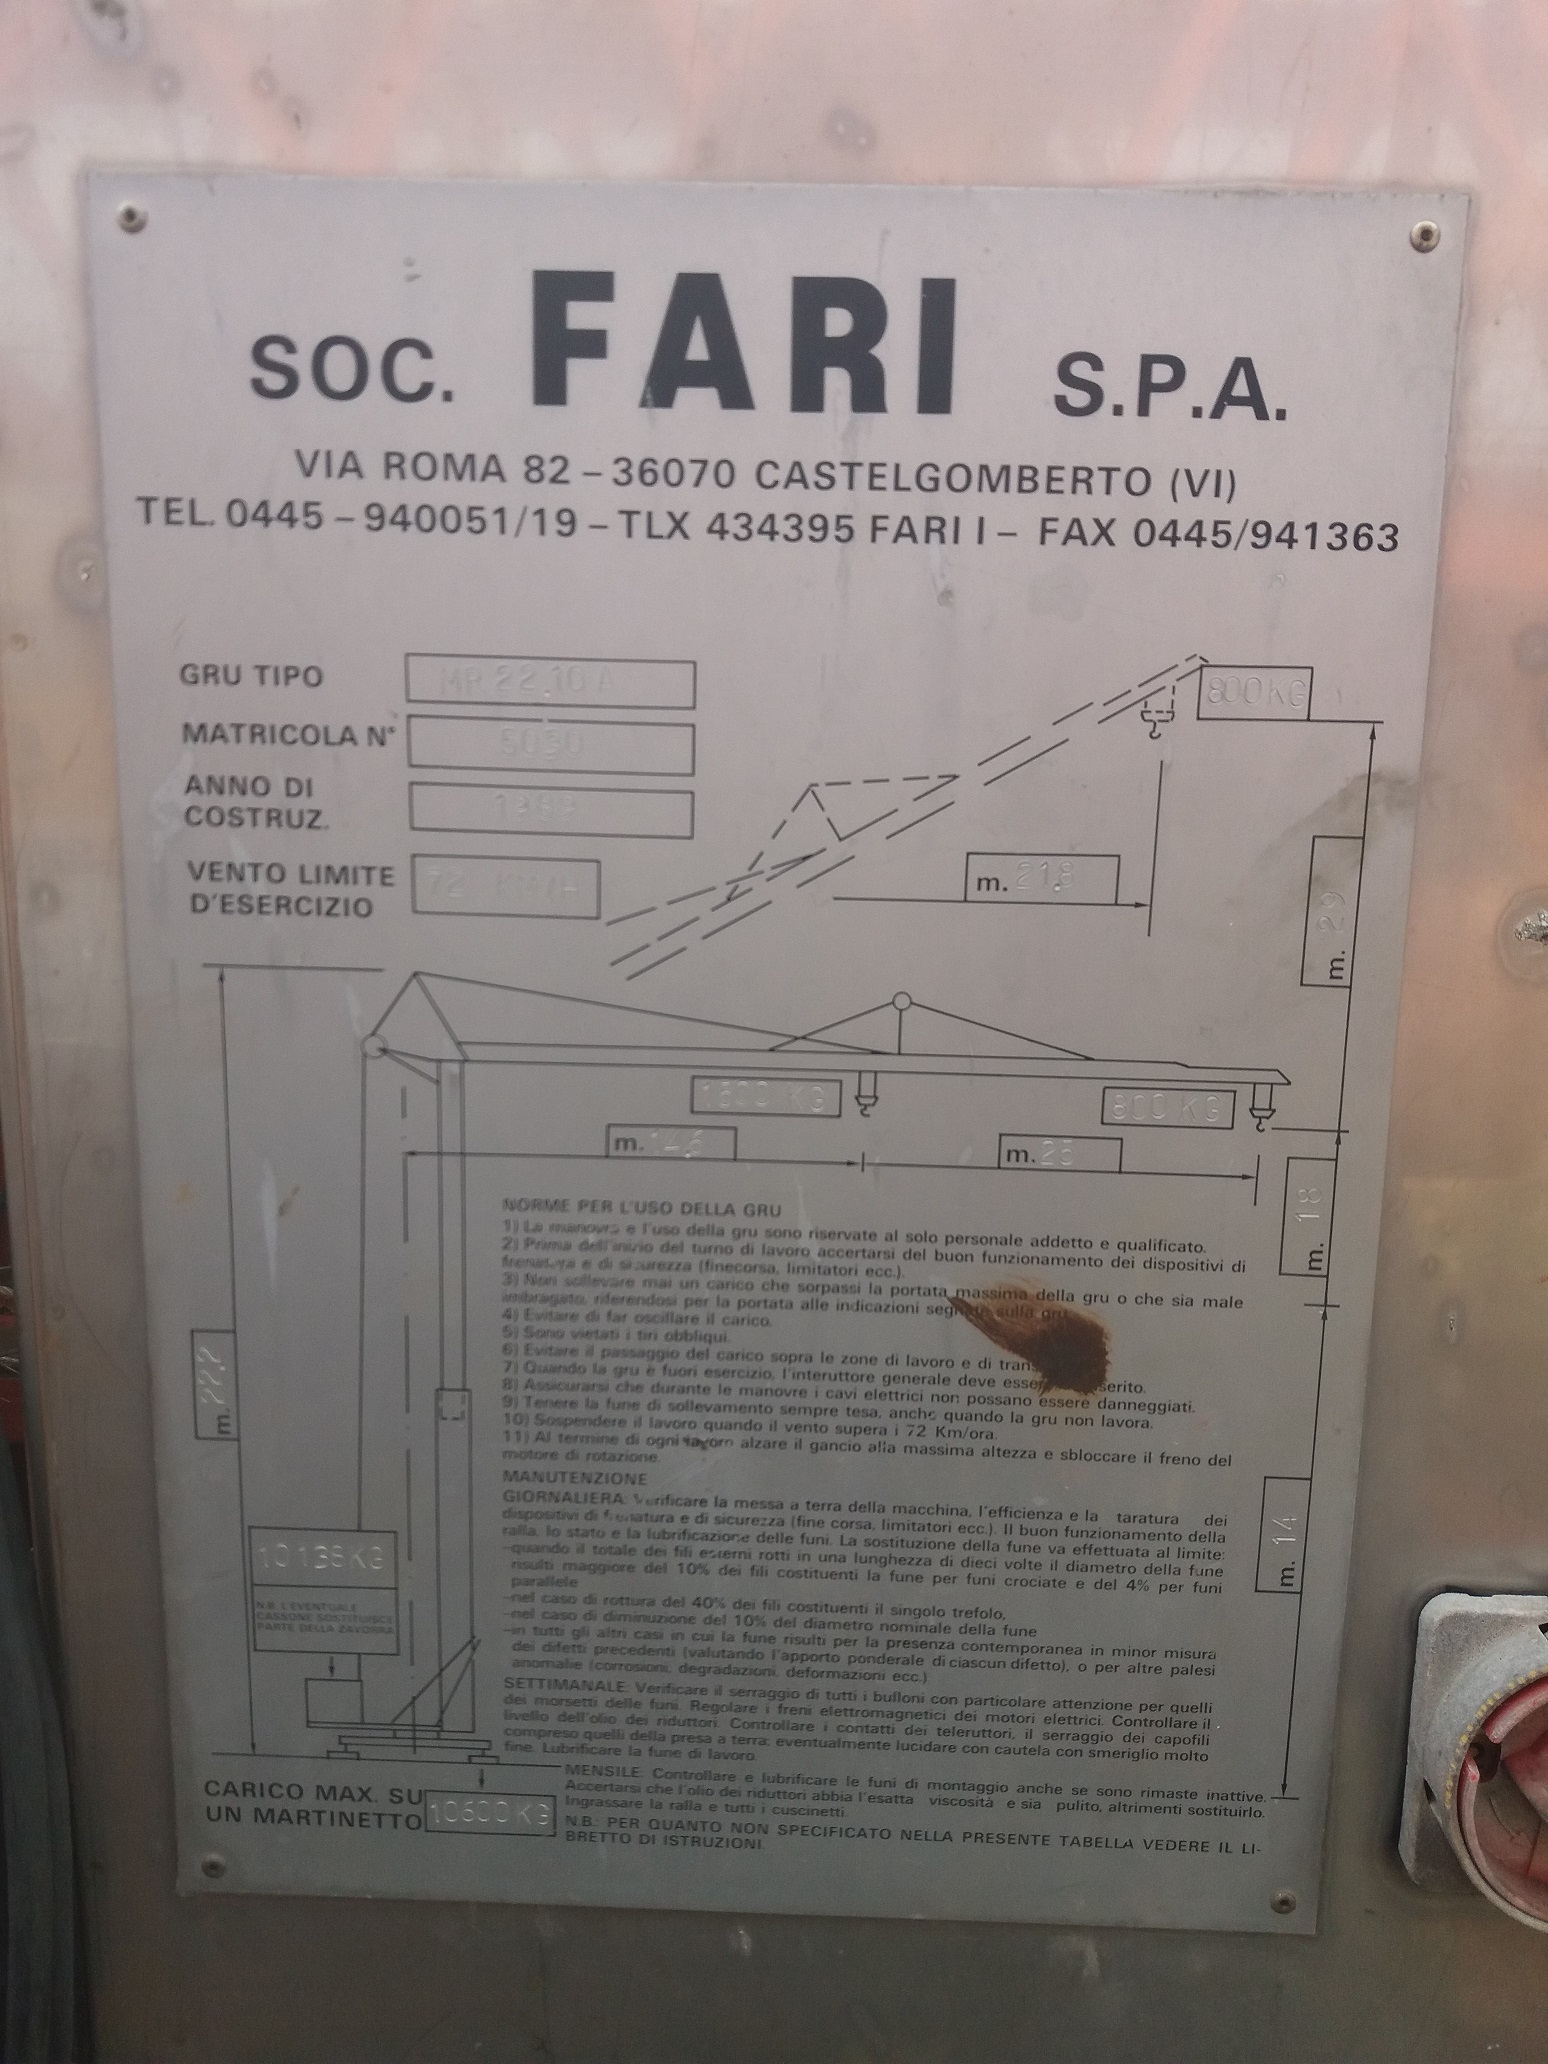 SOC. FARI S.P.A.
VIA ROMA 82 – 36070 CASTELGOMBERTO (VI)
TEL. 0445 – 940051/19 – TLX 434395 FARI I – FAX 0445/941363
GRU TIPO MR 22.10 A
MATRICOLA N°
ANNO DI
COSTRUZ.
VENTO LIMITE
D'ESERCIZIO
72 KM/H
800 KG
m. 21.8
m. 29
KG
800 KG
m.
m. 25
m. 18
m. 22.2
m. 14
10135 KG
N.B. L'EVENTUALE
CASSONE SOSTITUISCE
PARTE DELLA ZAVORRA
NORME PER L'USO DELLA GRU
1) La manovra e l'uso della gru sono riservate al solo personale addetto e qualificato.
2) Prima dell'inizio del turno di lavoro accertarsi del buon funzionamento dei dispositivi di
frenatura e di sicurezza (finecorsa, limitatori ecc.).
3) Non sollevare mai un carico che sorpassi la portata massima della gru o che sia male
imbragato, riferendosi per la portata alle indicazioni sulla gru
4) Evitare di far oscillare il carico.
5) Sono vietati i tiri obbliqui.
6) Evitare il passaggio del carico sopra le zone di lavoro e di
7) Quando la gru è fuori esercizio, l'interuttore generale deve
8) Assicurarsi che durante le manovre i cavi elettrici non possano essere danneggiati.
9) Tenere la fune di sollevamento sempre tesa, anche quando la gru non lavora.
10) Sospendere il lavoro quando il vento supera i 72 Km/ora.
11) Al termine di ogni lavoro alzare il gancio alla massima altezza e sbloccare il freno del
motore di rotazione.
MANUTENZIONE
GIORNALIERA: Verificare la messa a terra della macchina, l'efficienza e la taratura dei
dispositivi di frenatura e di sicurezza (fine corsa, limitatori ecc.). Il buon funzionamento della
ralla, lo stato e la lubrificazione delle funi. La sostituzione della fune va effettuata al limite:
-quando il totale dei fili esterni rotti in una lunghezza di dieci volte il diametro della fune
risulti maggiore del 10% dei fili costituenti la fune per funi crociate e del 4% per funi
parallele
-nel caso di rottura del 40% dei fili costituenti il singolo trefolo,
-nel caso di diminuzione del 10% del diametro nominale della fune
-in tutti gli altri casi in cui la fune risulti per la presenza contemporanea in minor misura
dei difetti precedenti (valutando l'apporto ponderale di ciascun difetto), o per altre palesi
anomalie (corrosioni, degradazioni, deformazioni ecc.)
SETTIMANALE: Verificare il serraggio di tutti i bulloni con particolare attenzione per quelli
dei morsetti delle funi. Regolare i freni elettromagnetici dei motori elettrici. Controllare il
livello dell'olio dei riduttori. Controllare i contatti dei teleruttori, il serraggio dei capofili
compreso quelli della presa a terra; eventualmente lucidare con cautela con smeriglio molto
fine. Lubrificare la fune di lavoro.
MENSILE: Controllare e lubrificare le funi di montaggio anche se sono rimaste inattive.
Accertarsi che l'olio dei riduttori abbia l'esatta viscosità e sia pulito, altrimenti sostituirlo.
Ingrassare la ralla e tutti i cuscinetti.
N.B.: PER QUANTO NON SPECIFICATO NELLA PRESENTE TABELLA VEDERE IL LI-
BRETTO DI ISTRUZIONI.
CARICO MAX. SU
UN MARTINETTO
KG